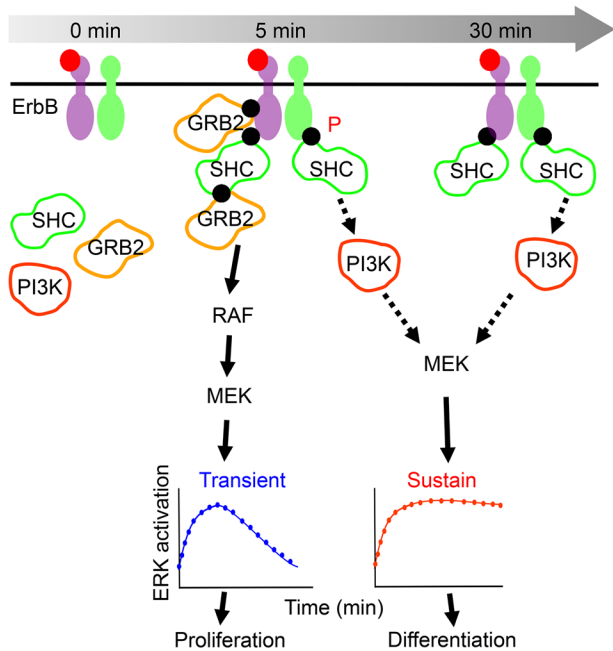 0 min
5 min
30 min
ErbB
GRB2
P
SHC
SHC
SHC
SHC
SHC
GRB2
GRB2
PI3K
PI3K
PI3K
RAF
MEK
MEK
Transient
Sustain
ERK activation
Time (min)
Proliferation
Differentiation